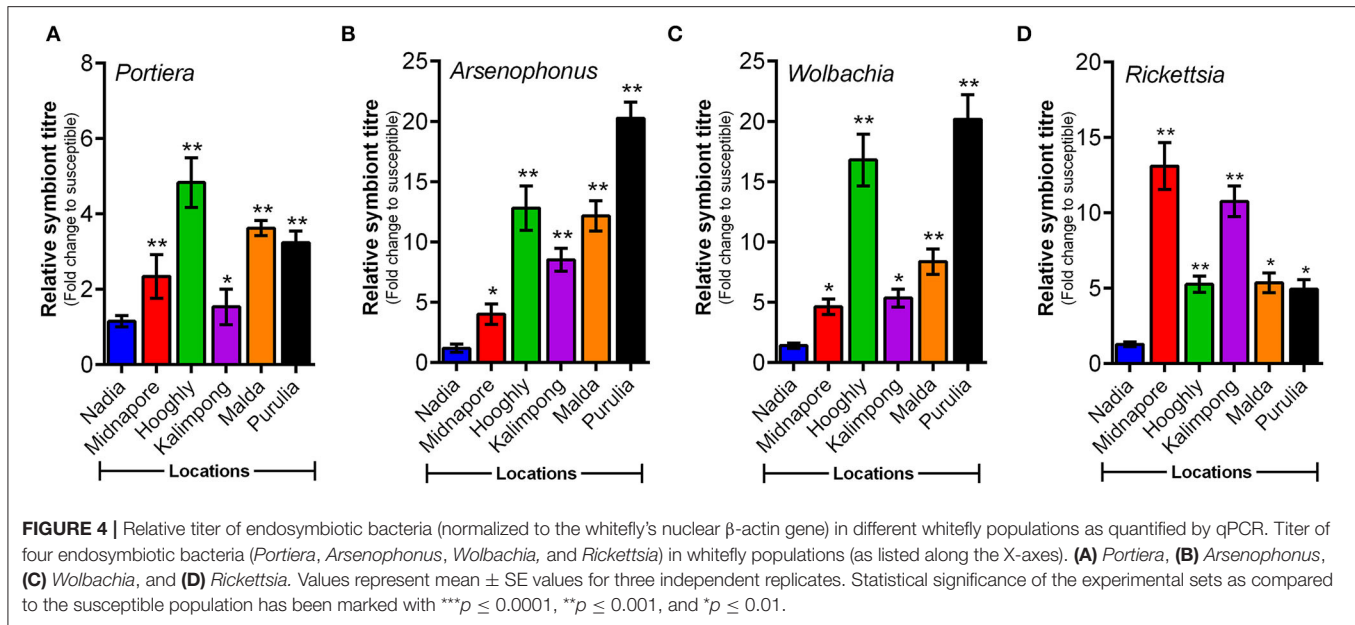 A
Portiera
Relative symbiont titre
(Fold change to susceptible)
8
6
4
2
0
**
**
*
**
**
Nadia
Midnapore
Hooghly
Kalimpong
Malda
Purulia
Locations
B
Arsenophonus
Relative symbiont titre
(Fold change to susceptible)
25
20
15
10
5
0
*
**
**
**
**
Nadia
Midnapore
Hooghly
Kalimpong
Malda
Purulia
Locations
C
Wolbachia
Relative symbiont titre
(Fold change to susceptible)
25
20
15
10
5
0
*
**
*
**
**
Nadia
Midnapore
Hooghly
Kalimpong
Malda
Purulia
Locations
D
Rickettsia
Relative symbiont titre
(Fold change to susceptible)
20
15
10
5
0
**
**
**
*
*
Nadia
Midnapore
Hooghly
Kalimpong
Malda
Purulia
Locations
FIGURE 4 | Relative titer of endosymbiotic bacteria (normalized to the whitefly's nuclear β-actin gene) in different whitefly populations as quantified by qPCR. Titer of
four endosymbiotic bacteria (Portiera, Arsenophonus, Wolbachia, and Rickettsia) in whitefly populations (as listed along the X-axes). (A) Portiera, (B) Arsenophonus,
(C) Wolbachia, and (D) Rickettsia. Values represent mean ± SE values for three independent replicates. Statistical significance of the experimental sets as compared
to the susceptible population has been marked with ***p ≤ 0.0001, **p ≤ 0.001, and *p ≤ 0.01.